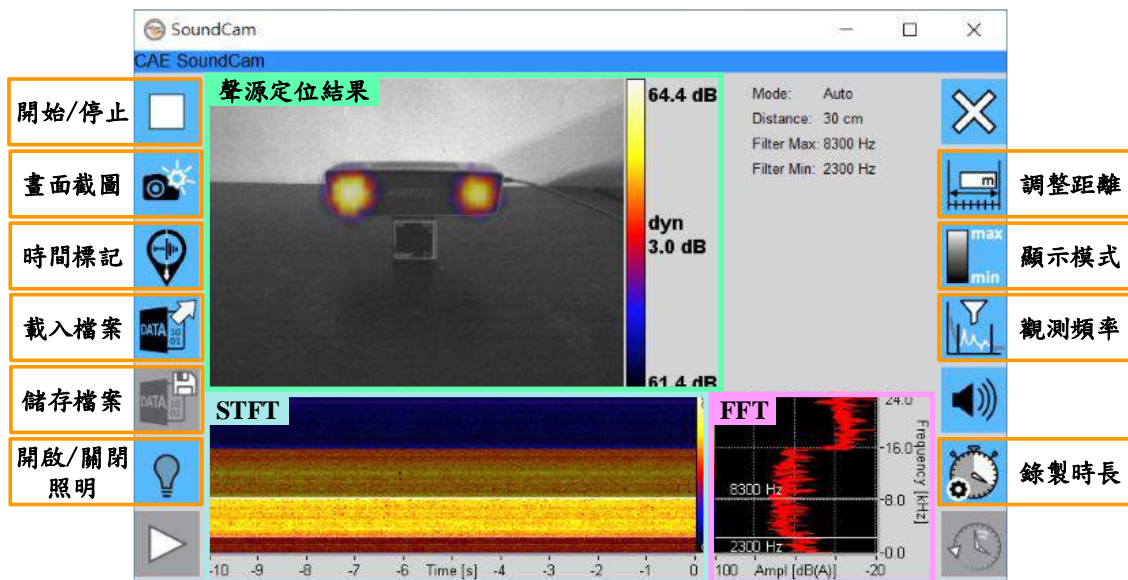 SoundCam
CAE SoundCam
開始/停止
畫面截圖
時間標記
載入檔案
DATA
10
01
儲存檔案
DATA
10
01
開啟/關閉
照明
聲源定位結果
64.4 dB
dyn
3.0 dB
61.4 dB
Mode: Auto
Distance: 30 cm
Filter Max: 8300 Hz
Filter Min: 2300 Hz
m
調整距離
max
min
顯示模式
觀測頻率
錄製時長
STFT
-10 -9 -8 -7 -6 Time [s] -4 -3 -2 -1 0
FFT
24.0
-16.0
8300 Hz
-8.0
2300 Hz
-0.0
Frequency [kHz]
100 Ampl [dB(A)] -20